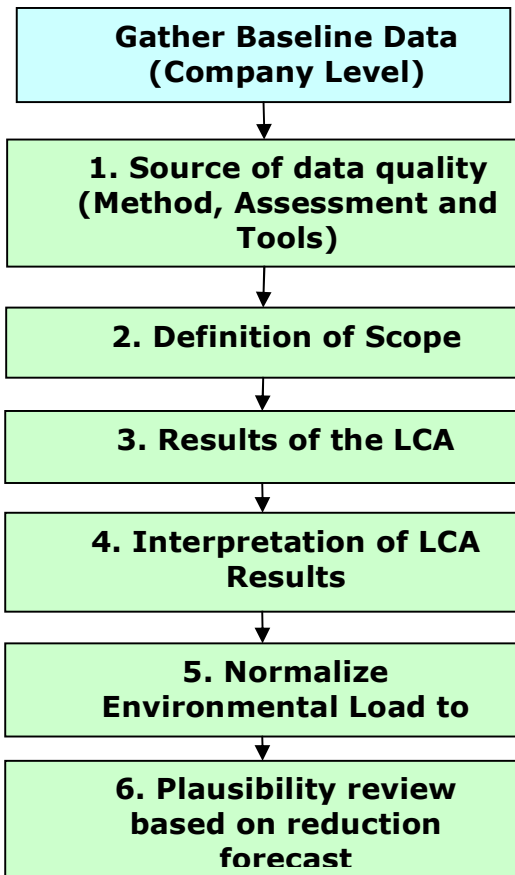 Gather Baseline Data
(Company Level)
1. Source of data quality
(Method, Assessment and
Tools)
2. Definition of Scope
3. Results of the LCA
4. Interpretation of LCA
Results
5. Normalize
Environmental Load to
6. Plausibility review
based on reduction
forecast